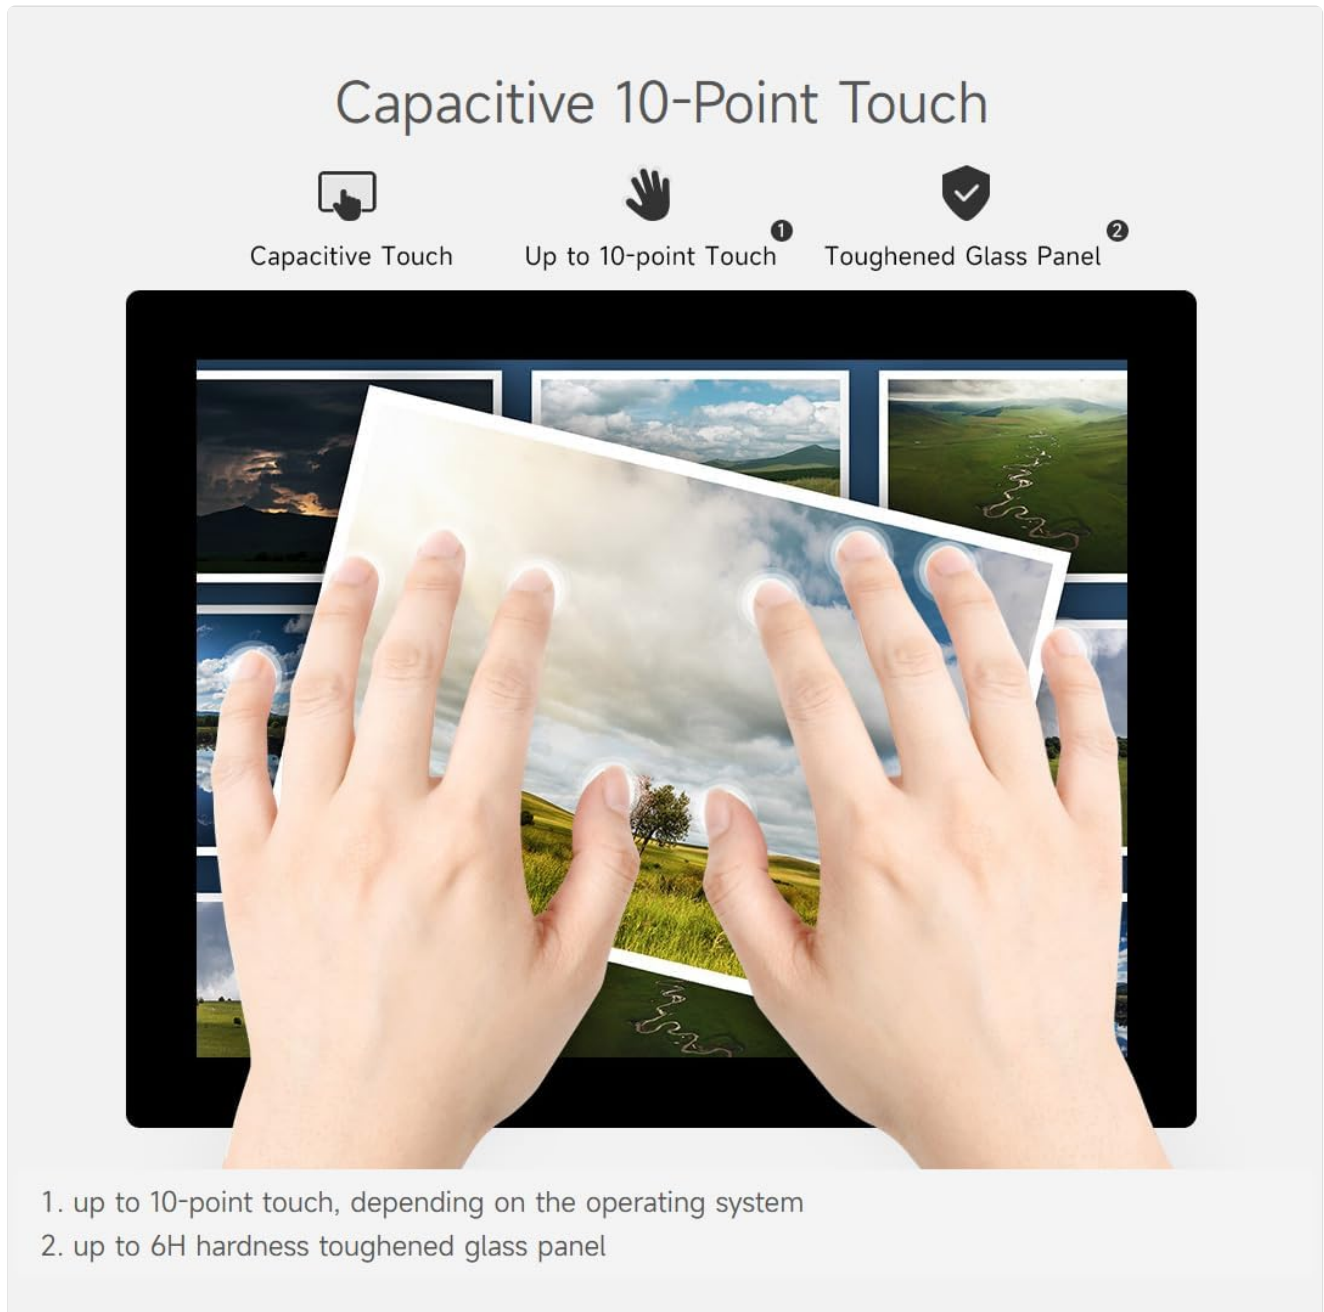 Capacitive 10-Point Touch
Capacitive Touch
Up to 10-point Touch 1
Toughened Glass Panel 2
1. up to 10-point touch, depending on the operating system
2. up to 6H hardness toughened glass panel